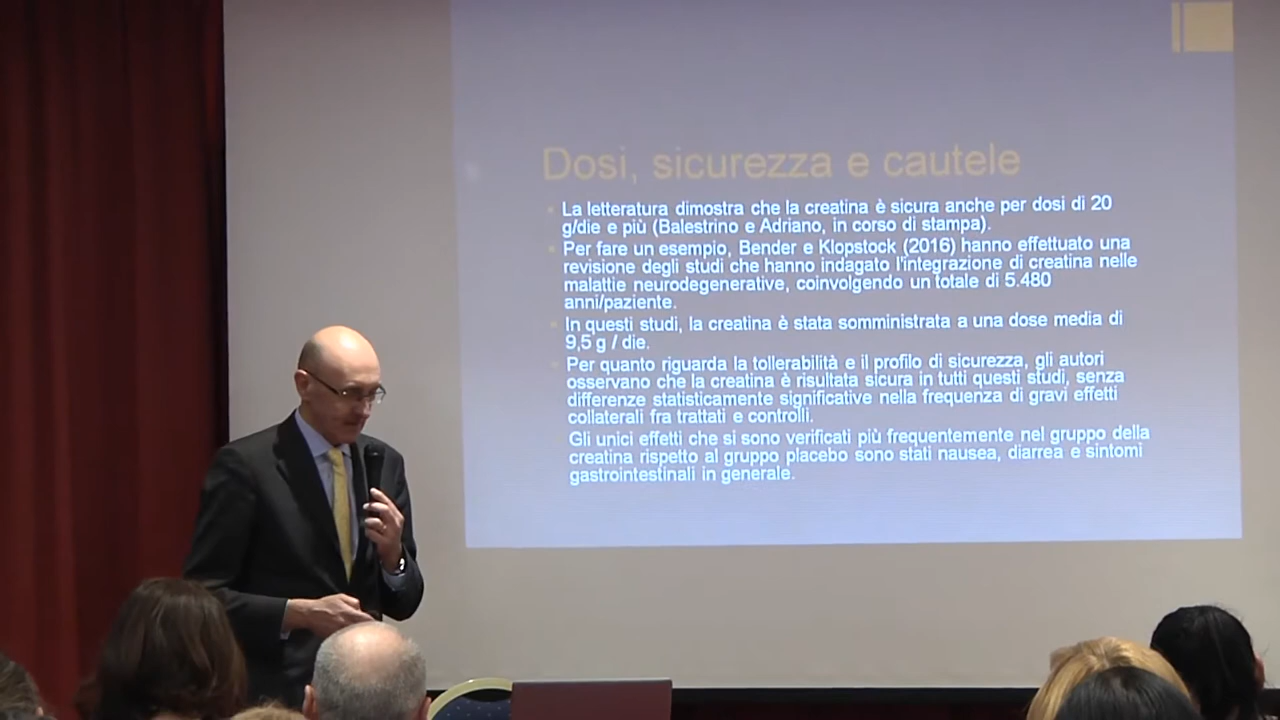 Dosi, sicurezza e cautele
La letteratura dimostra che la creatina è sicura anche per dosi di 20
g/die e più (Balestrino e Adriano, in corso di stampa).
Per fare un esempio, Bender e Klopstock (2016) hanno effettuato una
revisione degli studi che hanno indagato l'integrazione di creatina nelle
malattie neurodegenerative, coinvolgendo un totale di 5.480
anni/paziente.
In questi studi, la creatina è stata somministrata a una dose media di
9,5 g / die.
Per quanto riguarda la tollerabilità e il profilo di sicurezza, gli autori
osservano che la creatina è risultata sicura in tutti questi studi, senza
differenze statisticamente significative nella frequenza di gravi effetti
collaterali fra trattati e controlli.
Gli unici effetti che si sono verificati più frequentemente nel gruppo della
creatina rispetto al gruppo placebo sono stati nausea, diarrea e sintomi
gastrointestinali in generale.